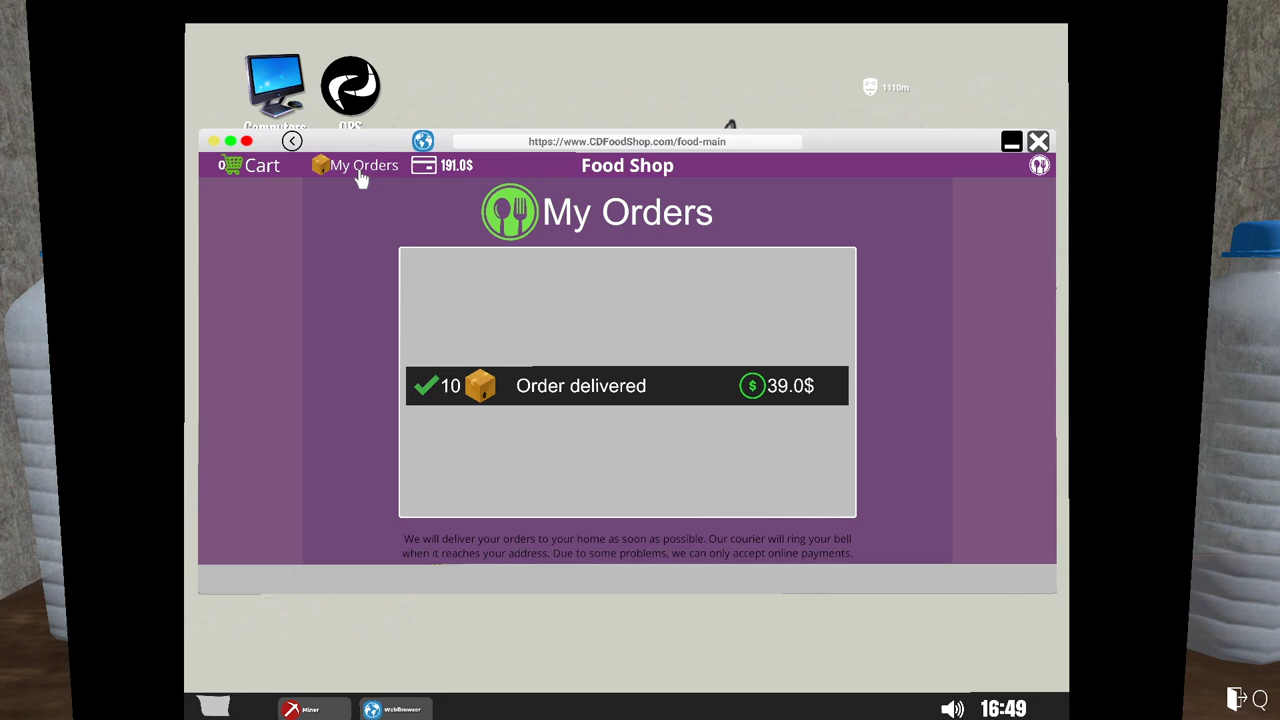 1110m
https://www.CDFoodShop.com/food-main
0 Cart
My Orders
191.0$
Food Shop
My Orders
10
Order delivered
$ 39.0$
We will deliver your orders to your home as soon as possible. Our courier will ring your bell
when it reaches your address. Due to some problems, we can only accept online payments.
Miner
WebBrowser
16:49
Q